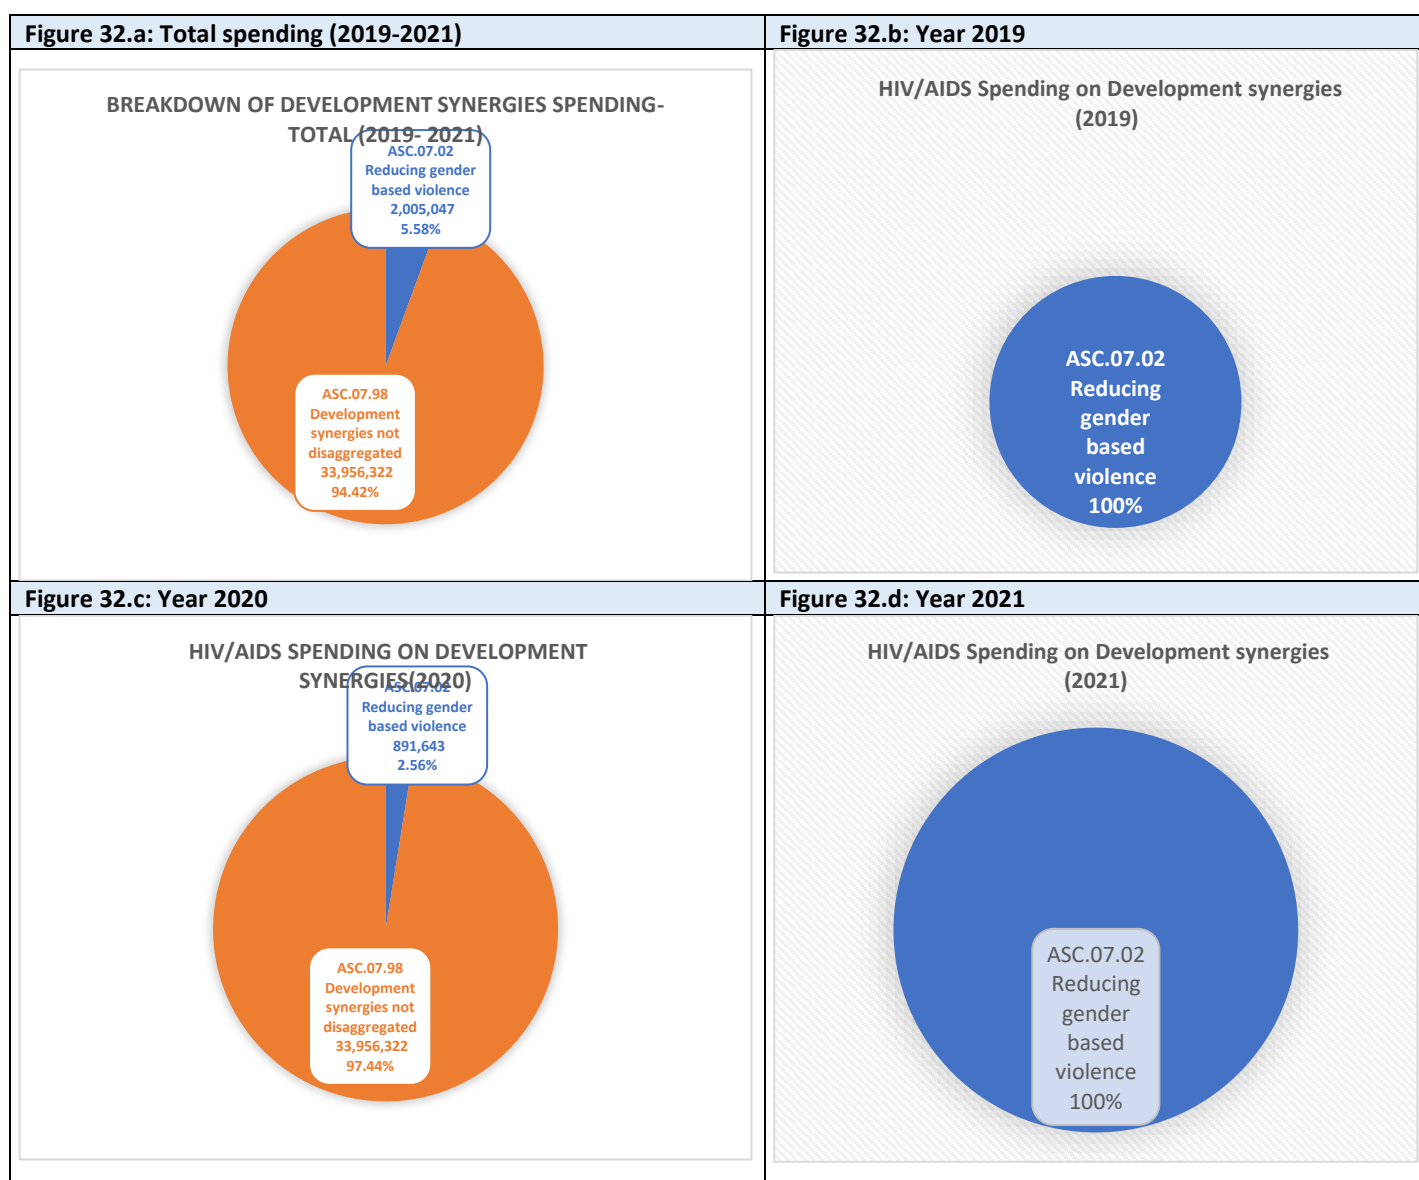 Figure 32.a: Total spending (2019-2021)
BREAKDOWN OF DEVELOPMENT SYNERGIES SPENDING-
TOTAL (2019- 2021)
ASC.07.02
Reducing gender
based violence
2,005,047
5.58%
ASC.07.98
Development
synergies not
disaggregated
33,956,322
94.42%
Figure 32.b: Year 2019
HIV/AIDS Spending on Development synergies
(2019)
ASC.07.02
Reducing
gender
based
violence
100%
Figure 32.c: Year 2020
HIV/AIDS SPENDING ON DEVELOPMENT
SYNERGIES(2020)
ASC.07.02
Reducing gender
based violence
891,643
2.56%
ASC.07.98
Development
synergies not
disaggregated
33,956,322
97.44%
Figure 32.d: Year 2021
HIV/AIDS Spending on Development synergies
(2021)
ASC.07.02
Reducing
gender
based
violence
100%